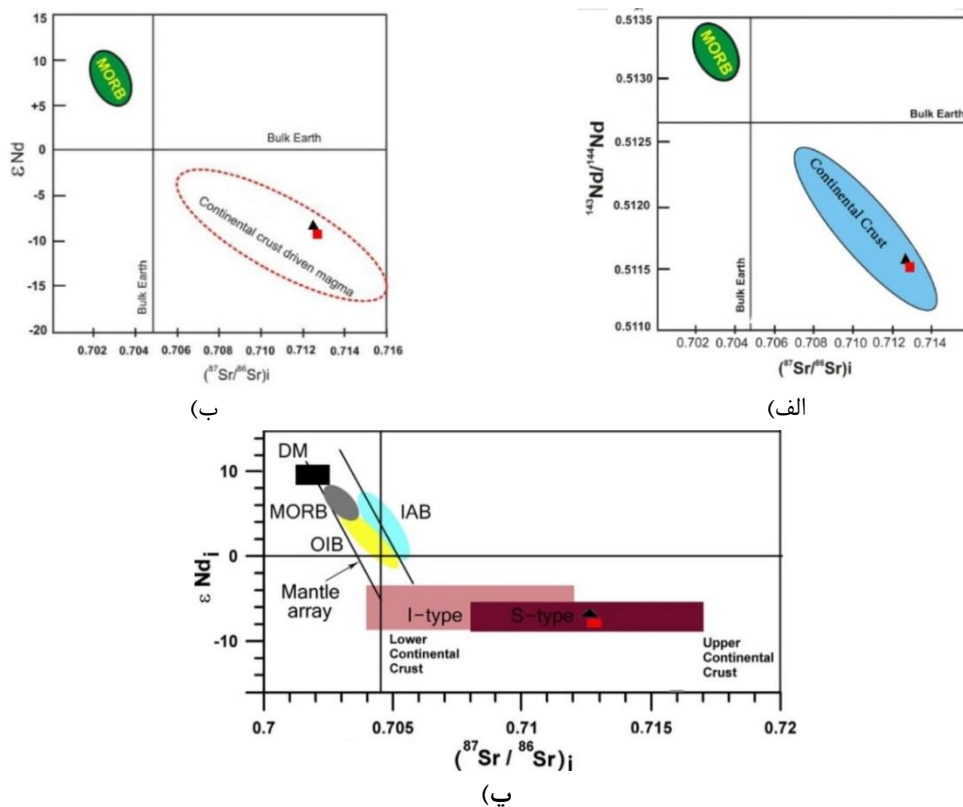 15
10
+5
0
-5
-10
-15
-20
εNd
MORB
Bulk Earth
Continental crust driven magma
Bulk Earth
0.702 0.704 0.706 0.708 0.710 0.712 0.714 0.716
(⁸⁷Sr/⁸⁶Sr)i
ب)
0.5135
0.5130
0.5125
0.5120
0.5115
0.5110
¹⁴³Nd/¹⁴⁴Nd
MORB
Bulk Earth
Continental Crust
Bulk Earth
0.702 0.704 0.706 0.708 0.710 0.712 0.714
(⁸⁷Sr/⁸⁶Sr)i
الف)
10
0
-10
ε Ndi
DM
MORB
IAB
OIB
Mantle
array
I-type
S-type
Lower
Continental
Crust
Upper
Continental
Crust
0.7 0.705 0.71 0.715 0.72
(⁸⁷Sr / ⁸⁶Sr)i
پ)